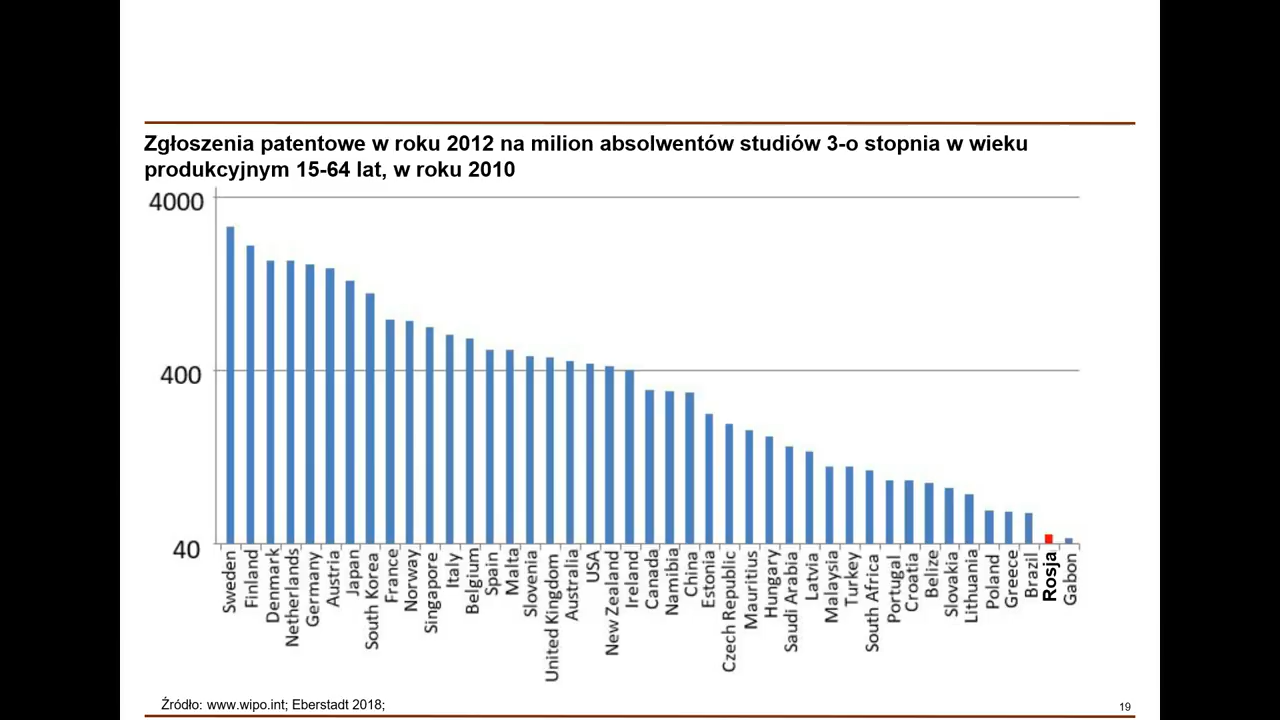 Zgłoszenia patentowe w roku 2012 na milion absolwentów studiów 3-o stopnia w wieku
produkcyjnym 15-64 lat, w roku 2010
4000
400
40
Sweden
Finland
Denmark
Netherlands
Germany
Austria
Japan
South Korea
France
Norway
Singapore
Italy
Belgium
Spain
Malta
Slovenia
United Kingdom
Australia
USA
New Zealand
Ireland
Canada
Namibia
China
Estonia
Czech Republic
Mauritius
Hungary
Saudi Arabia
Latvia
Malaysia
Turkey
South Africa
Portugal
Croatia
Belize
Slovakia
Lithuania
Poland
Greece
Brazil
Rosja
Gabon
Źródło: www.wipo.int; Eberstadt 2018;
19